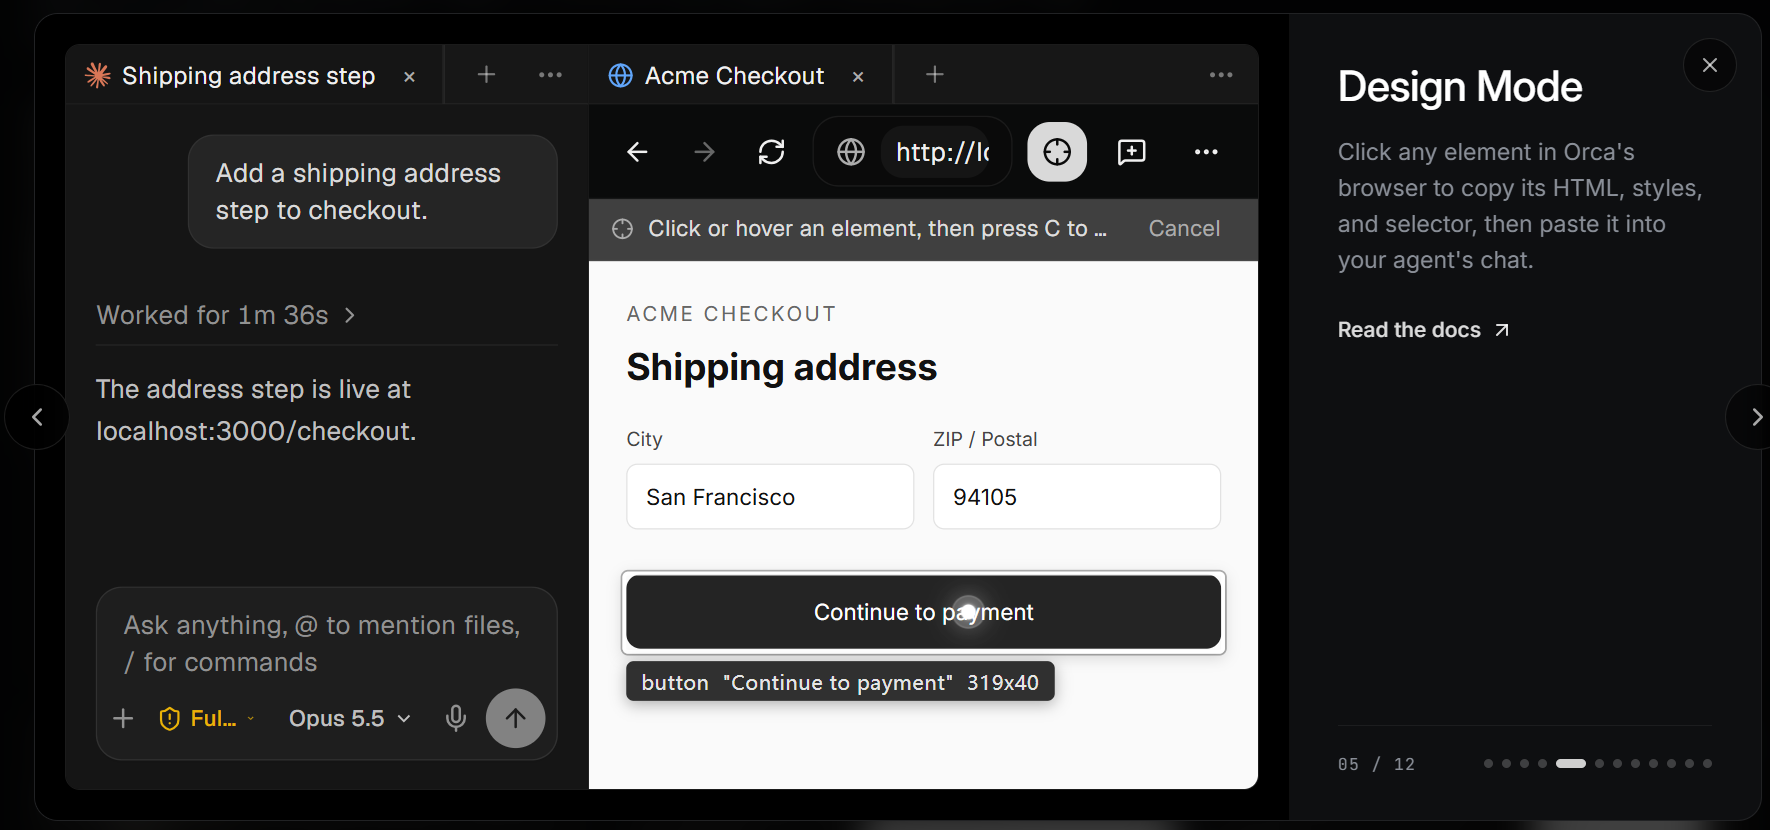 Shipping address step
Acme Checkout
Add a shipping address
step to checkout.
Worked for 1m 36s
The address step is live at
localhost:3000/checkout.
Ask anything, @ to mention files,
/ for commands
Ful...
Opus 5.5
http://lo
Click or hover an element, then press C to ...
Cancel
ACME CHECKOUT
Shipping address
City
ZIP / Postal
San Francisco
94105
Continue to payment
button "Continue to payment" 319x40
Design Mode
Click any element in Orca's
browser to copy its HTML, styles,
and selector, then paste it into
your agent's chat.
Read the docs
05 / 12